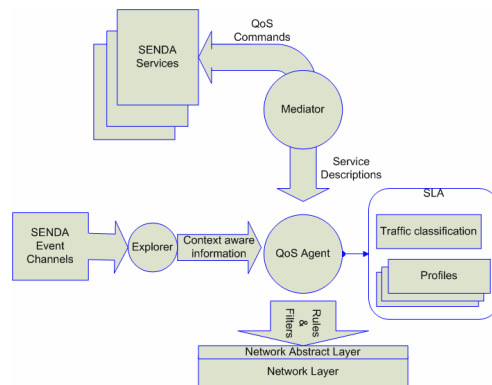 QoS
Commands
SENDA
Services
Mediator
Service
Descriptions
SLA
SENDA
Event
Channels
Explorer
Context aware
information
QoS Agent
Traffic classification
Profiles
Rules
&
Filters
Network Abstract Layer
Network Layer